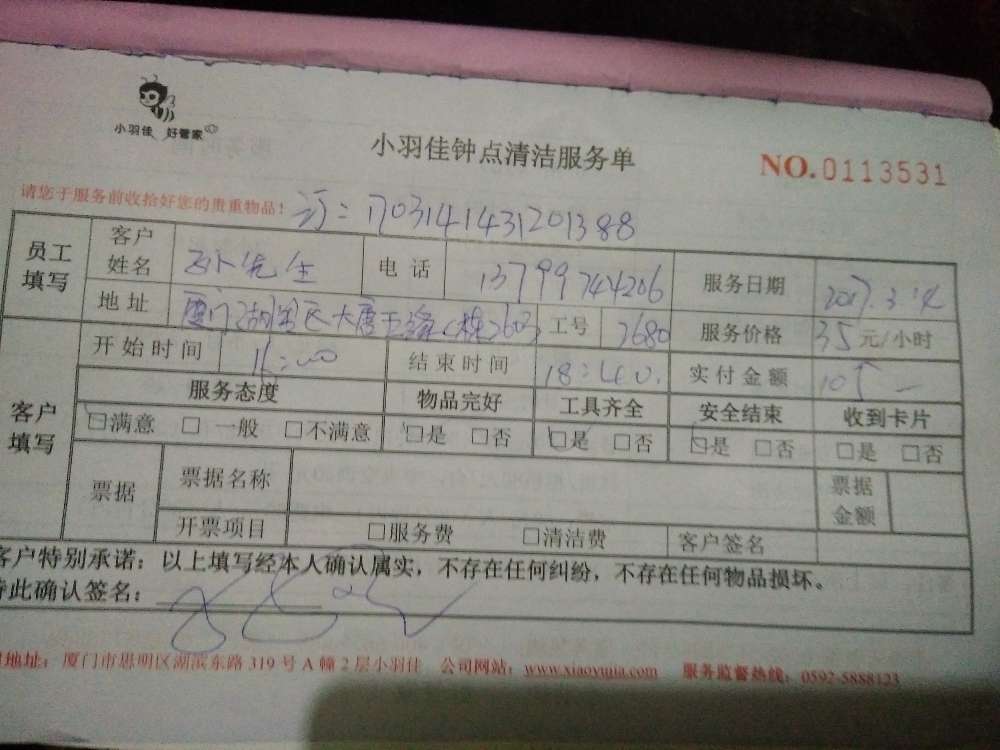 小羽佳 好管家
小羽佳钟点清洁服务单
NO.0113531
请您于服务前收拾好您的贵重物品！
订：1703141431201388
员工填写 客户姓名 先生 电话 13799744206 服务日期 2017.3.14
地址 厦门湖里区大唐 2603 工号 2680 服务价格 35元/小时
开始时间 16:00 结束时间 18:40. 实付金额 105
客户填写 服务态度 物品完好 工具齐全 安全结束 收到卡片
□满意 □一般 □不满意 □是 □否 □是 □否 □是 □否 □是 □否
票据 票据名称 票据金额
开票项目 □服务费 □清洁费 客户签名
客户特别承诺：以上填写经本人确认属实，不存在任何纠纷，不存在任何物品损坏。
特此确认签名：
地址：厦门市思明区湖滨东路319号A幢2层小羽佳 公司网站：www.xiaoyujia.com 服务监督热线：0592-5888123